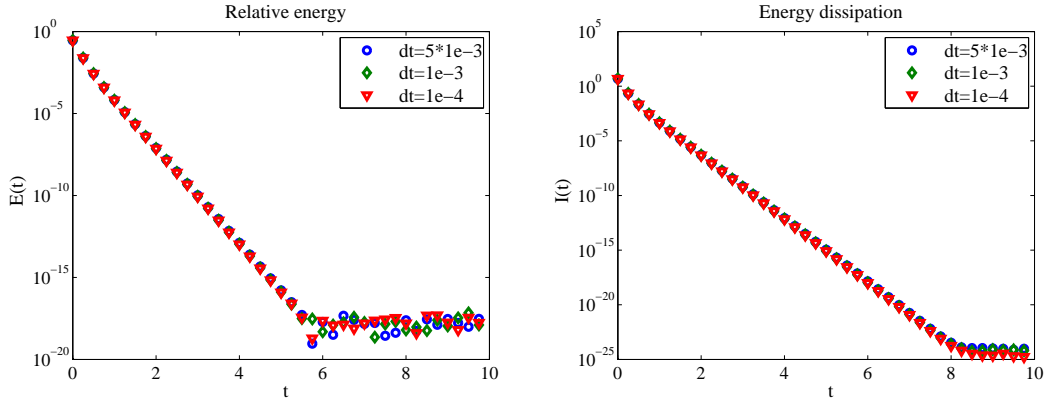 Relative energy
10^0
10^−5
10^−10
10^−15
10^−20
E(t)
0 2 4 6 8 10
t
dt=5*1e−3
dt=1e−3
dt=1e−4
Energy dissipation
10^5
10^0
10^−5
10^−10
10^−15
10^−20
10^−25
I(t)
0 2 4 6 8 10
t
dt=5*1e−3
dt=1e−3
dt=1e−4